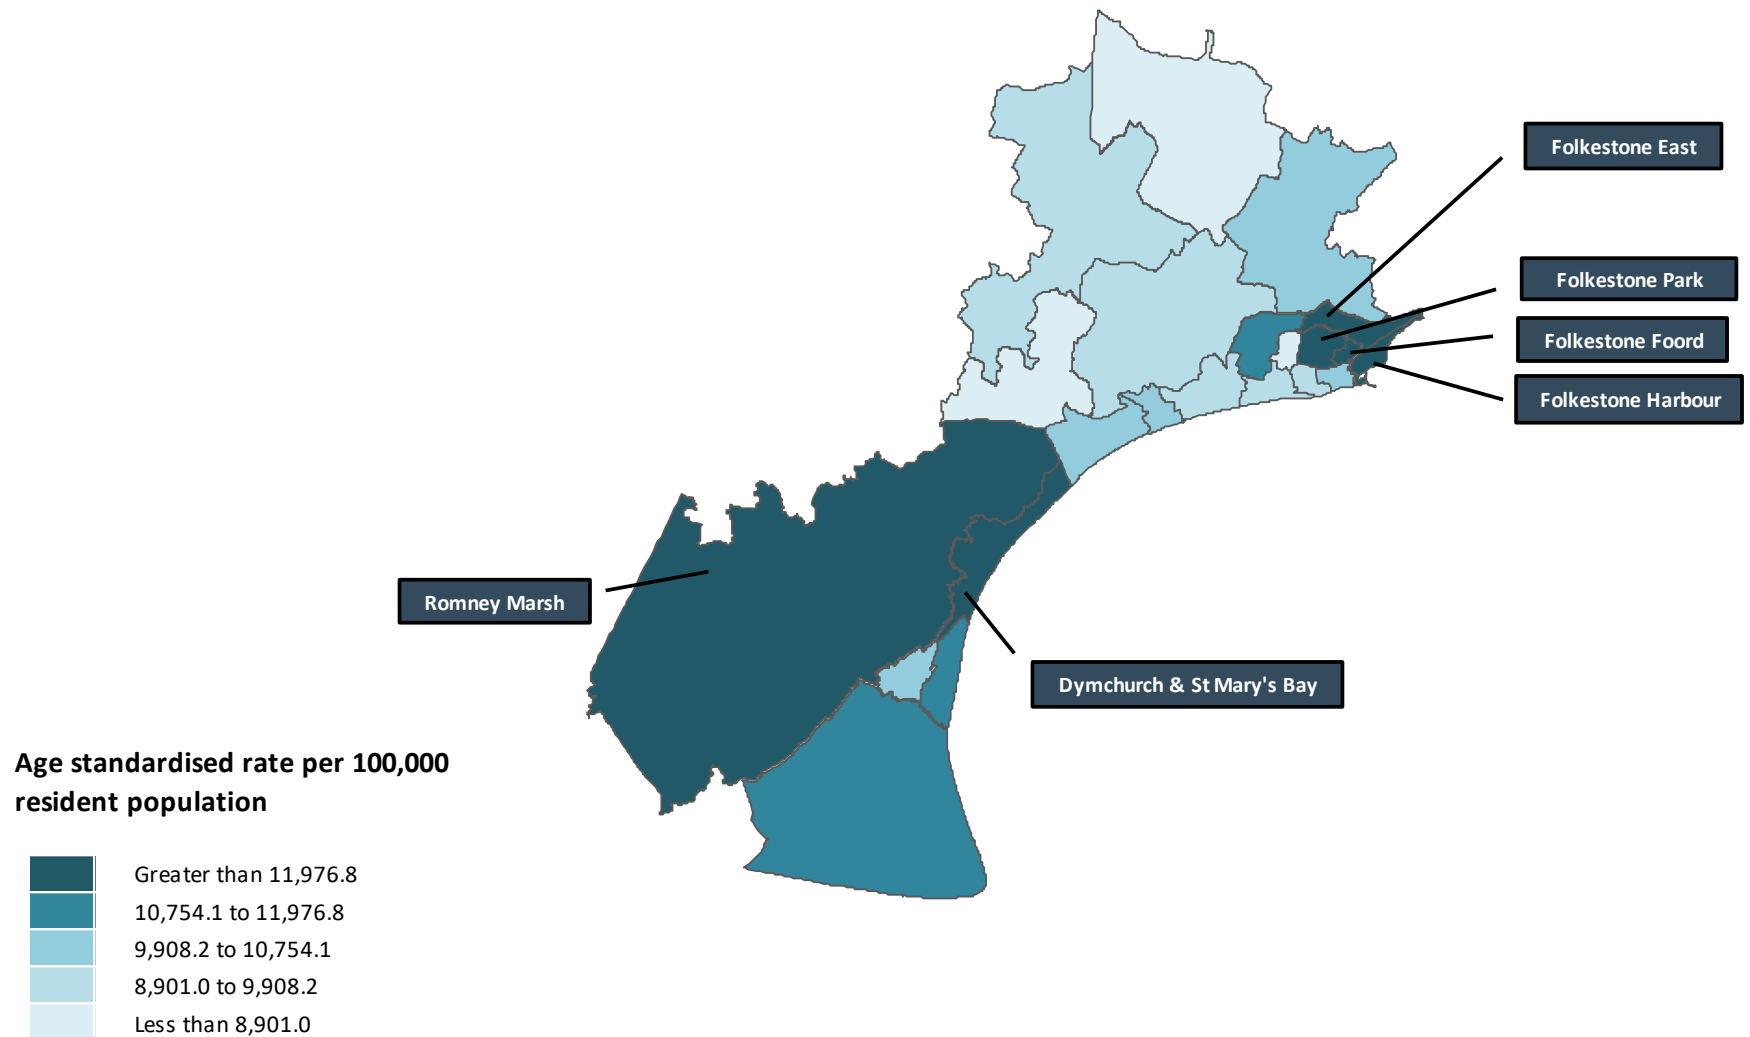 Folkestone East
Folkestone Park
Folkestone Foord
Folkestone Harbour
Romney Marsh
Dymchurch & St Mary's Bay
Age standardised rate per 100,000
resident population
Greater than 11,976.8
10,754.1 to 11,976.8
9,908.2 to 10,754.1
8,901.0 to 9,908.2
Less than 8,901.0